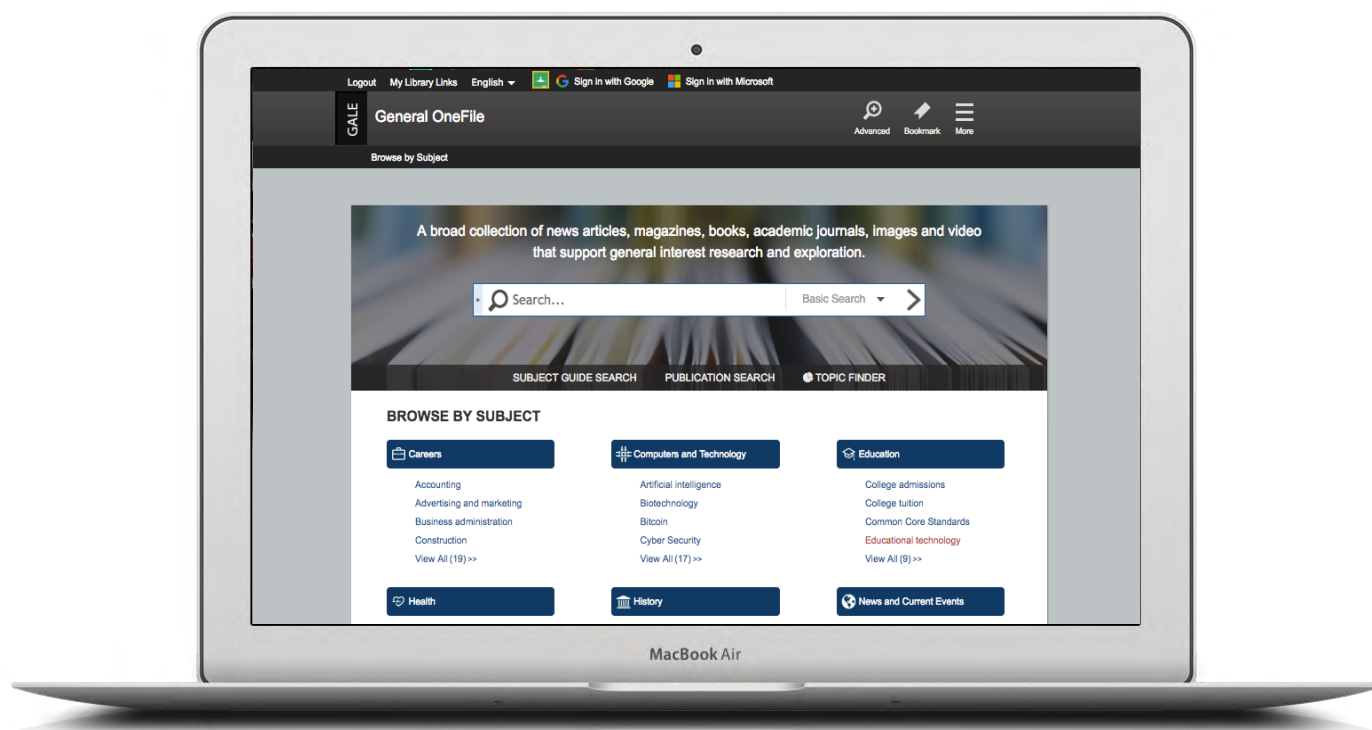 Logout My Library Links English Sign in with Google Sign in with Microsoft
GALE
General OneFile
Advanced Bookmark More
Browse by Subject
A broad collection of news articles, magazines, books, academic journals, images and video
that support general interest research and exploration.
Search... Basic Search
SUBJECT GUIDE SEARCH PUBLICATION SEARCH TOPIC FINDER
BROWSE BY SUBJECT
Careers Computers and Technology Education
Accounting Artificial intelligence College admissions
Advertising and marketing Biotechnology College tuition
Business administration Bitcoin Common Core Standards
Construction Cyber Security Educational technology
View All (19) >> View All (17) >> View All (9) >>
Health History News and Current Events
MacBook Air